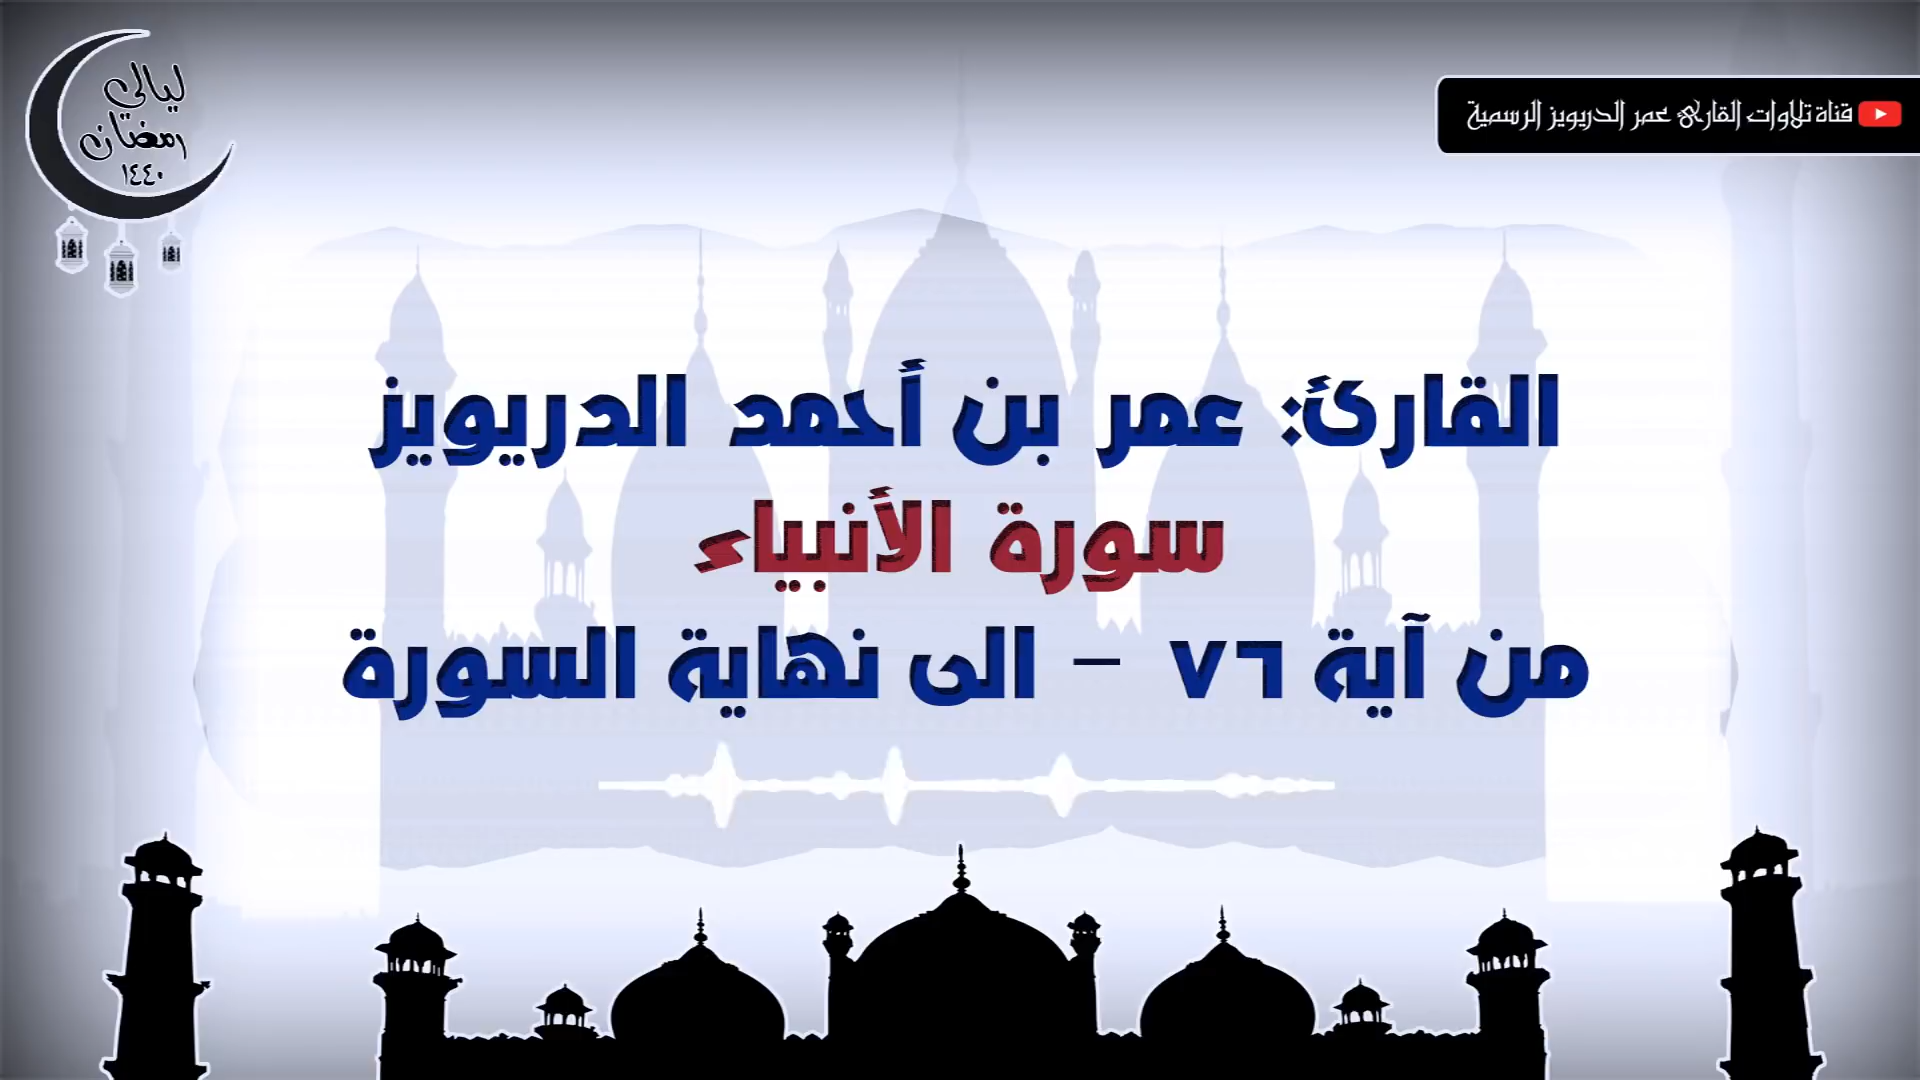 ليالي
رمضان
١٤٤٠
قناة تلاوات القارئ عمر الدريويز الرسمية
القارئ: عمر بن أحمد الدريويز
سورة الأنبياء
من آية ٧٦ - الى نهاية السورة